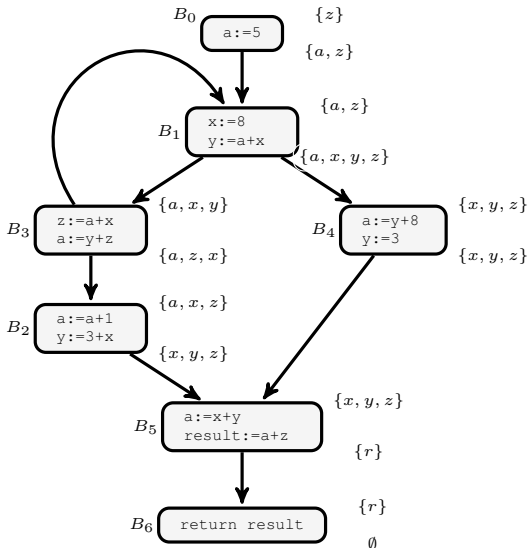 B0 {z}
a:=5
{a, z}
{a, z}
B1 x:=8
y:=a+x
{a, x, y, z}
{a, x, y}
B3 z:=a+x
a:=y+z
{a, z, x}
{x, y, z}
B4 a:=y+8
y:=3
{x, y, z}
{a, x, z}
B2 a:=a+1
y:=3+x
{x, y, z}
{x, y, z}
B5 a:=x+y
result:=a+z
{r}
{r}
B6 return result
∅